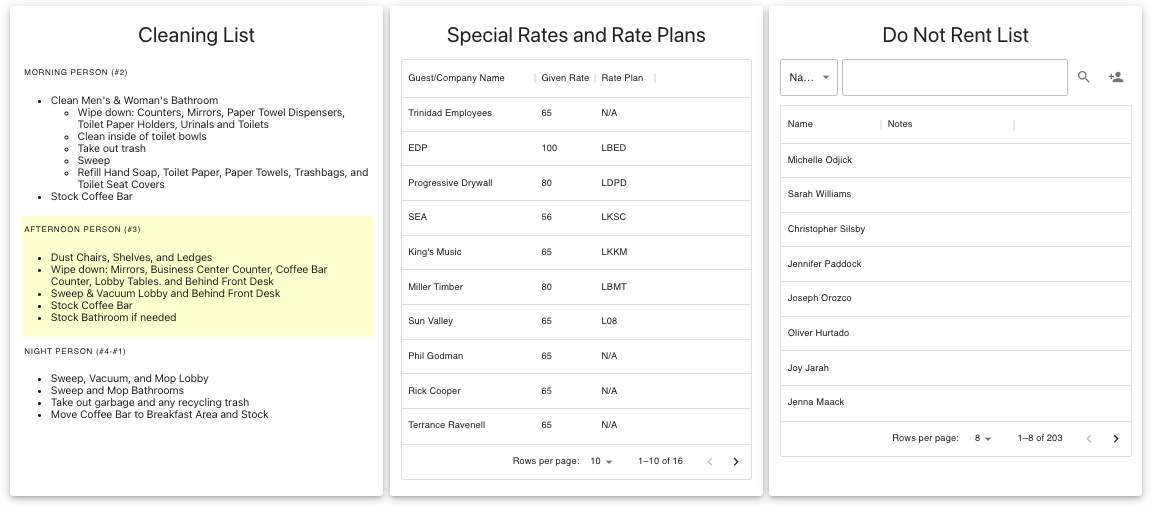 Cleaning List
MORNING PERSON (#2)
Clean Men's & Woman's Bathroom
Wipe down: Counters, Mirrors, Paper Towel Dispensers,
Toilet Paper Holders, Urinals and Toilets
Clean inside of toilet bowls
Take out trash
Sweep
Refill Hand Soap, Toilet Paper, Paper Towels, Trashbags, and
Toilet Seat Covers
Stock Coffee Bar
AFTERNOON PERSON (#3)
Dust Chairs, Shelves, and Ledges
Wipe down: Mirrors, Business Center Counter, Coffee Bar
Counter, Lobby Tables. and Behind Front Desk
Sweep & Vacuum Lobby and Behind Front Desk
Stock Coffee Bar
Stock Bathroom if needed
NIGHT PERSON (#4-#1)
Sweep, Vacuum, and Mop Lobby
Sweep and Mop Bathrooms
Take out garbage and any recycling trash
Move Coffee Bar to Breakfast Area and Stock
Special Rates and Rate Plans
Guest/Company Name Given Rate Rate Plan
Trinidad Employees 65 N/A
EDP 100 LBED
Progressive Drywall 80 LDPD
SEA 56 LKSC
King's Music 65 LKKM
Miller Timber 80 LBMT
Sun Valley 65 L08
Phil Godman 65 N/A
Rick Cooper 65 N/A
Terrance Ravenell 65 N/A
Rows per page: 10 1–10 of 16
Do Not Rent List
Na...
Name Notes
Michelle Odjick
Sarah Williams
Christopher Silsby
Jennifer Paddock
Joseph Orozco
Oliver Hurtado
Joy Jarah
Jenna Maack
Rows per page: 8 1–8 of 203